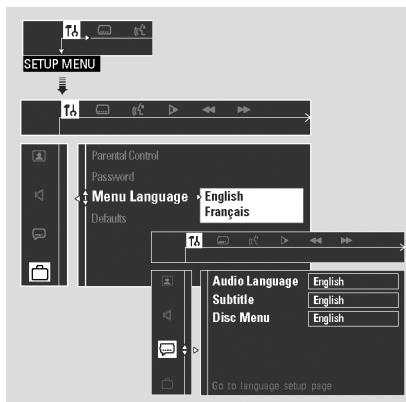 SETUP MENU
Parental Control
Password
Menu Language
English
Français
Defaults
Audio Language English
Subtitle English
Disc Menu English
Go to language setup page